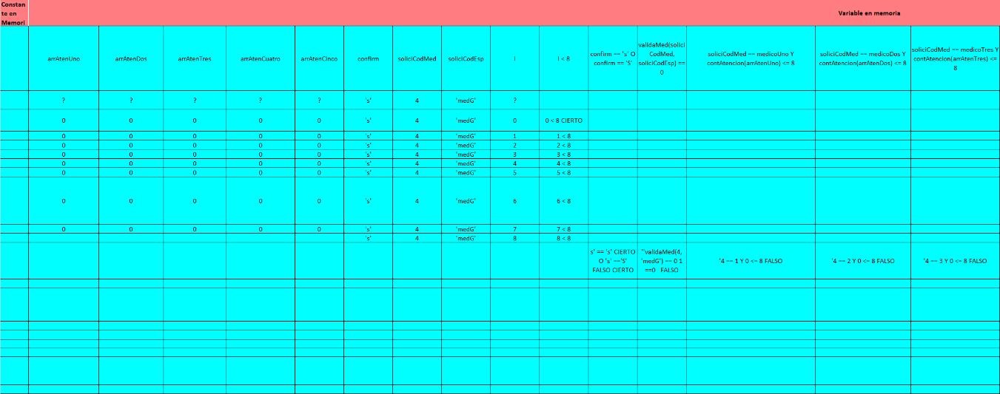 Constan
te en
Memori
Variable en memoria
arrAtenUno arrAtenDos arrAtenTres arrAtenCuatro arrAtenCinco confirm soliciCodMed soliciCodEsp I I < 8
confirm == 's' O
confirm == 'S'
validaMed(solici
CodMed,
soliciCodEsp) ==
0
soliciCodMed == medicoUno Y
contAtencion(arrAtenUno) <= 8
soliciCodMed == medicoDos Y
contAtencion(arrAtenDos) <= 8
soliciCodMed == medicoTres Y
contAtencion(arrAtenTres) <=
8
? ? ? ? ? 's' 4 'medG' ?
0 0 0 0 0 's' 4 'medG' 0 0 < 8 CIERTO
0 0 0 0 0 's' 4 'medG' 1 1 < 8
0 0 0 0 0 's' 4 'medG' 2 2 < 8
0 0 0 0 0 's' 4 'medG' 3 3 < 8
0 0 0 0 0 's' 4 'medG' 4 4 < 8
0 0 0 0 0 's' 4 'medG' 5 5 < 8
0 0 0 0 0 's' 4 'medG' 6 6 < 8
0 0 0 0 0 's' 4 'medG' 7 7 < 8
's' 4 'medG' 8 8 < 8
s' == 's' CIERTO
O 's' =='S'
FALSO CIERTO
''validaMed(4,
'medG') == 0 1
==0 FALSO
'4 == 1 Y 0 <= 8 FALSO
'4 == 2 Y 0 <= 8 FALSO
'4 == 3 Y 0 <= 8 FALSO